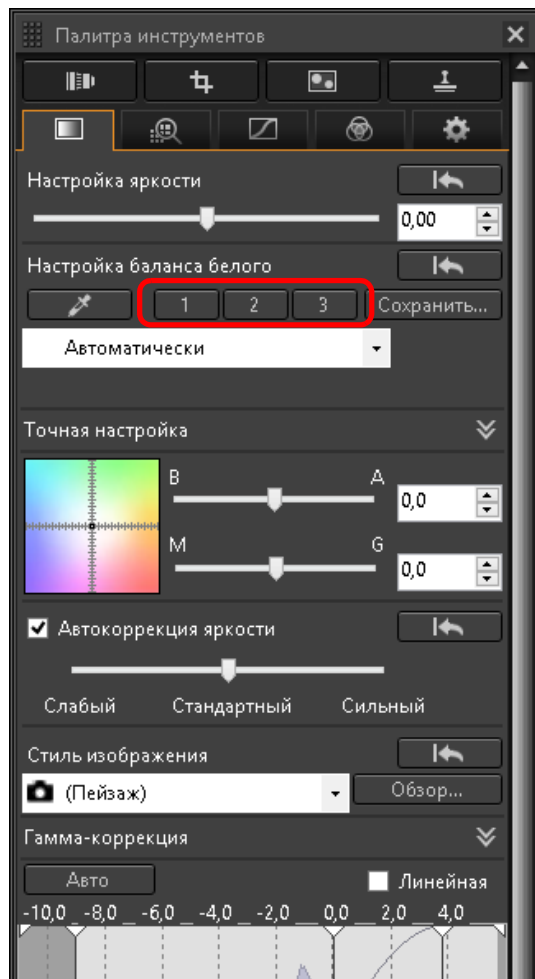 Палитра инструментов
Настройка яркости
0,00
Настройка баланса белого
1 2 3 Сохранить...
Автоматически
Точная настройка
B A
0,0
M G
0,0
Автокоррекция яркости
Слабый Стандартный Сильный
Стиль изображения
(Пейзаж) Обзор...
Гамма-коррекция
Авто Линейная
-10,0 -8,0 -6,0 -4,0 -2,0 0,0 2,0 4,0